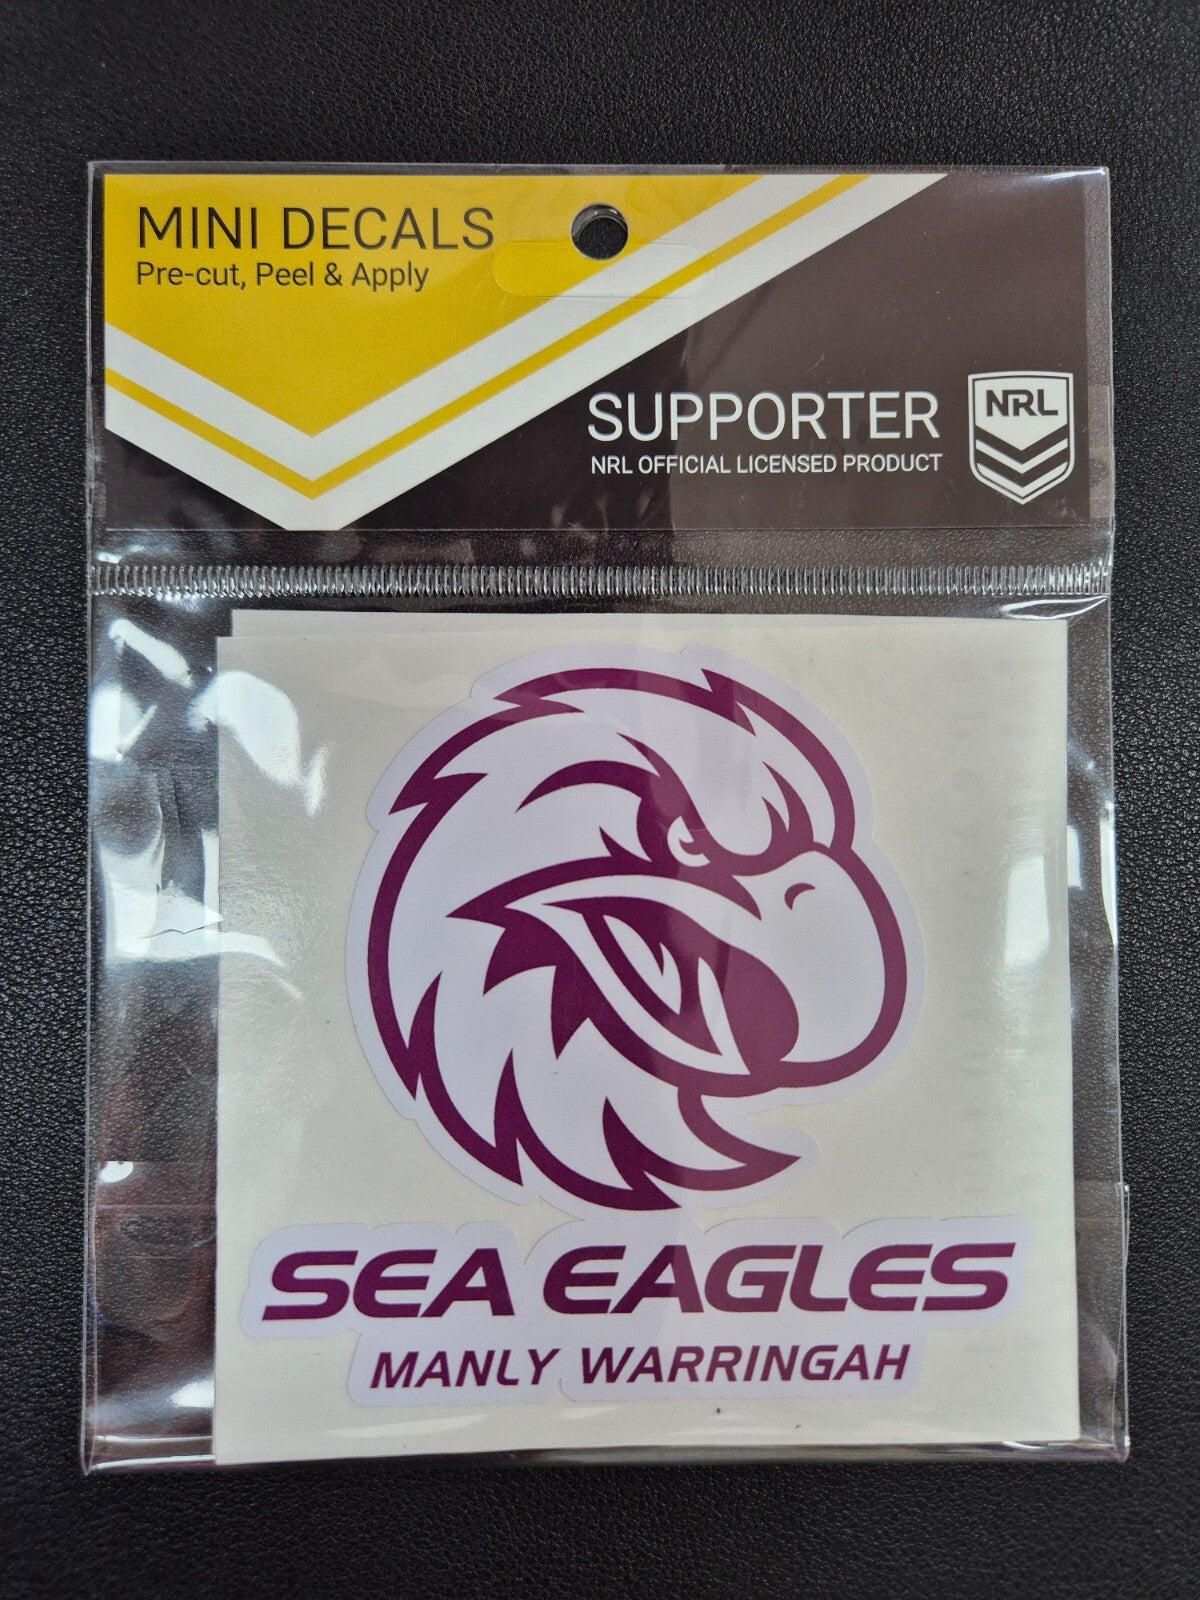 MINI DECALS
Pre-cut, Peel & Apply
SUPPORTER
NRL OFFICIAL LICENSED PRODUCT
NRL
SEA EAGLES
MANLY WARRINGAH